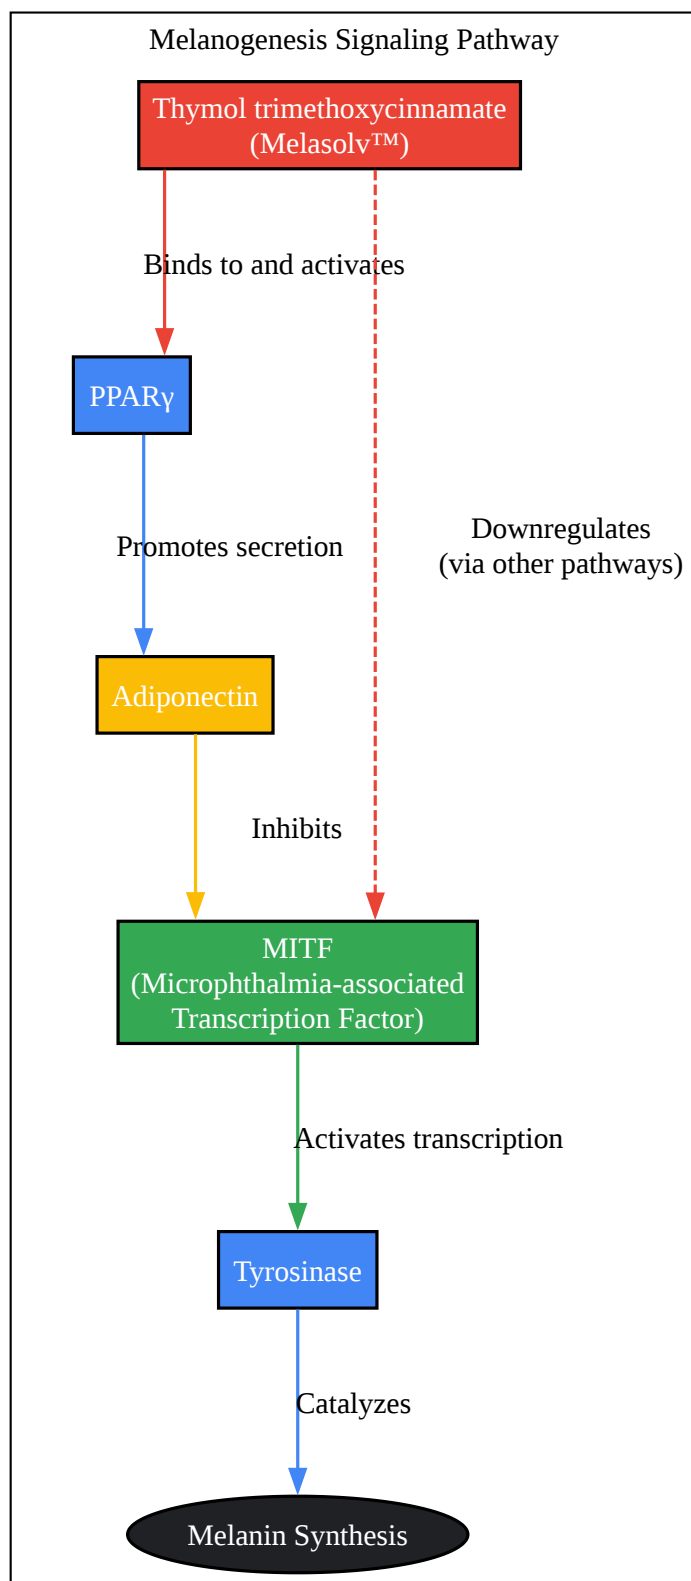 Melanogenesis Signaling Pathway
Thymol trimethoxycinnamate
(Melasolv™)
Binds to and activates
PPARγ
Promotes secretion
Downregulates
(via other pathways)
Adiponectin
Inhibits
MITF
(Microphthalmia-associated
Transcription Factor)
Activates transcription
Tyrosinase
Catalyzes
Melanin Synthesis